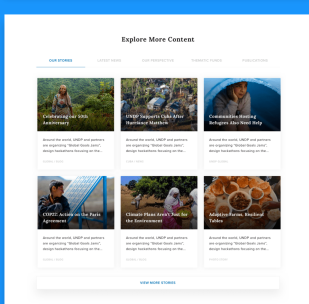 Explore More Content
OUR STORIES LATEST NEWS OUR PERSPECTIVE PUBLICATIONS
Celebrating our 50th
Anniversary
UNDP Supports Cuba After
Hurricane Matthew
Communities Hosting
Refugees Also Need Help
Around the world, UNDP and partners
are organizing "Global Goals Jams",
design hackathons focusing on the...
Around the world, UNDP and partners
are organizing "Global Goals Jams",
design hackathons focusing on the...
Around the world, UNDP and partners
are organizing "Global Goals Jams",
design hackathons focusing on the...
COP22: Action on the Paris
Agreement
Climate Plans Aren't Just for
the Environment
Adaptive Farms, Resilient
Tables
Around the world, UNDP and partners
are organizing "Global Goals Jams",
design hackathons focusing on the...
Around the world, UNDP and partners
are organizing "Global Goals Jams",
design hackathons focusing on the...
Around the world, UNDP and partners
are organizing "Global Goals Jams",
design hackathons focusing on the...
VIEW MORE STORIES